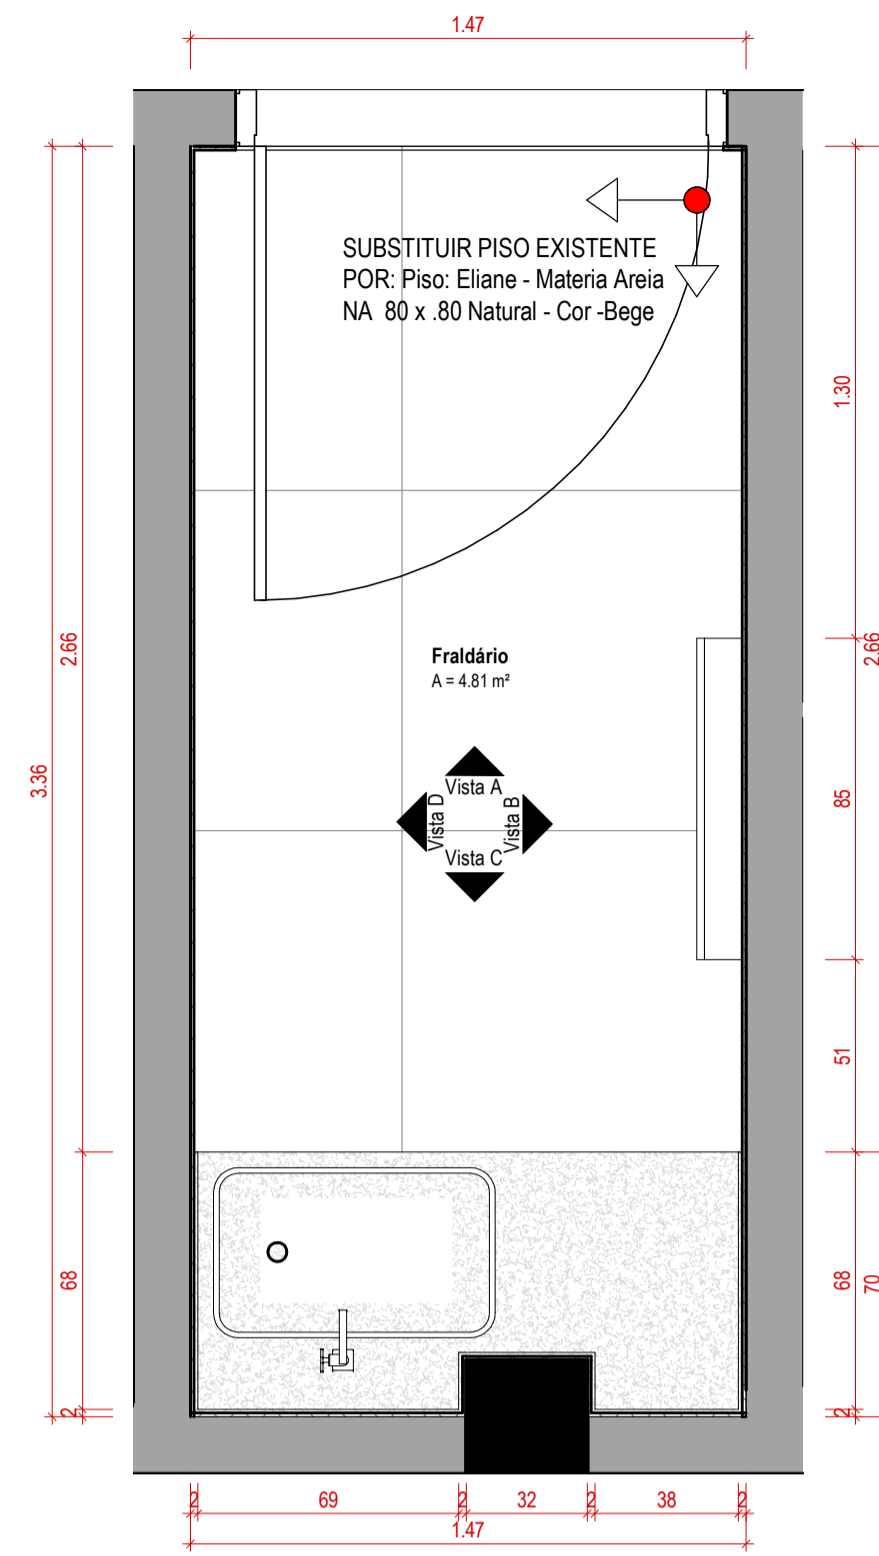 1.47
SUBSTITUIR PISO EXISTENTE
POR: Piso: Eliane - Materia Areia
NA  80 x .80 Natural - Cor -Bege
1.30
2.66
2.66
3.36
Fraldário
A = 4.81 m²
Vista A
Vista D
Vista B
Vista C
85
51
68
68
70
2
2
2
69
2
32
2
38
2
1.47